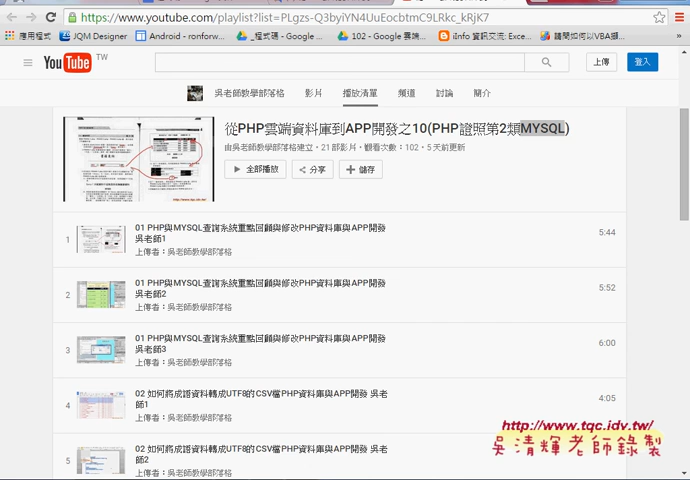 https://www.youtube.com/playlist?list=PLgzs-Q3byiYN4UuEocbtmC9LRkc_kRjK7
應用程式 JQM Designer Android - ronforw... _程式碼 - Google ... 102 - Google 雲端... iInfo 資訊交流: Exce... 請問如何以VBA擷...
YouTube TW 上傳 登入
吳老師教學部落格 影片 播放清單 頻道 討論 簡介
從PHP雲端資料庫到APP開發之10(PHP證照第2類MYSQL)
由吳老師教學部落格建立・21 部影片・觀看次數：102・5 天前更新
全部播放 分享 儲存
1 01 PHP與MYSQL查詢系統重點回顧與修改PHP資料庫與APP開發 5:44
吳老師1
上傳者：吳老師教學部落格
2 01 PHP與MYSQL查詢系統重點回顧與修改PHP資料庫與APP開發 5:52
吳老師2
上傳者：吳老師教學部落格
3 01 PHP與MYSQL查詢系統重點回顧與修改PHP資料庫與APP開發 6:00
吳老師3
上傳者：吳老師教學部落格
4 02 如何將成語資料轉成UTF8的CSV檔PHP資料庫與APP開發 吳老 4:05
師1
上傳者：吳老師教學部落格
5 02 如何將成語資料轉成UTF8的CSV檔PHP資料庫與APP開發 吳老
師2
上傳者：吳老師教學部落格
http://www.tqc.idv.tw/
吳清輝老師錄製